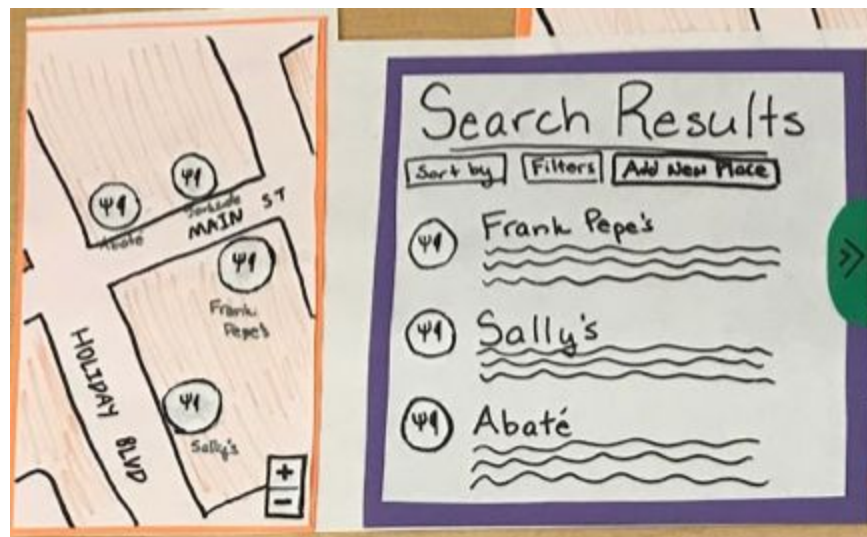 Abaté
MAIN ST
Frank
Pepe's
HOLIDAY BLVD
Sally's
+
−
Search Results
Sort by
Filters
Add New Place
Frank Pepe's
Sally's
Abaté